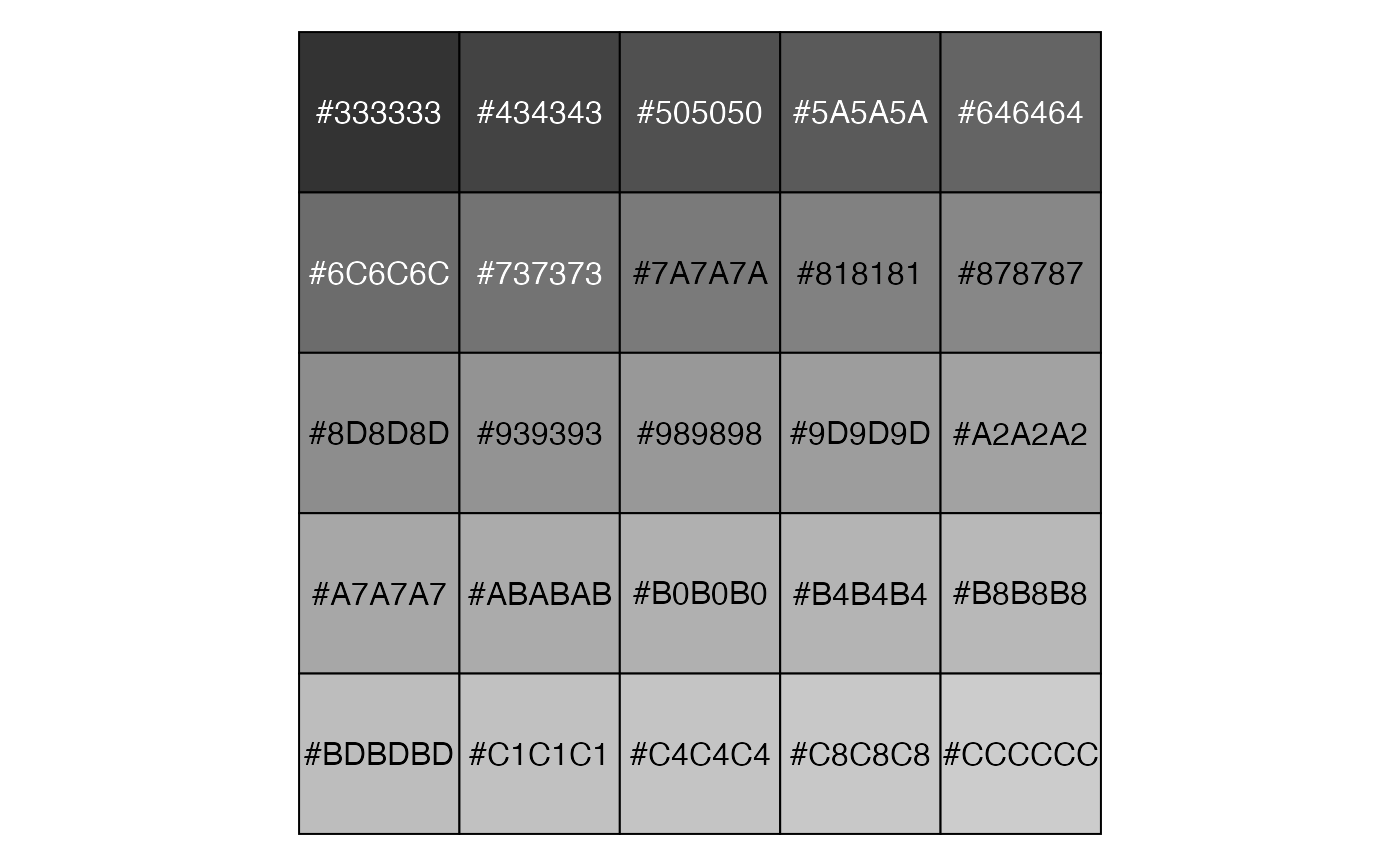 #333333 #434343 #505050 #5A5A5A #646464
#6C6C6C #737373 #7A7A7A #818181 #878787
#8D8D8D #939393 #989898 #9D9D9D #A2A2A2
#A7A7A7 #ABABAB #B0B0B0 #B4B4B4 #B8B8B8
#BDBDBD #C1C1C1 #C4C4C4 #C8C8C8 #CCCCCC